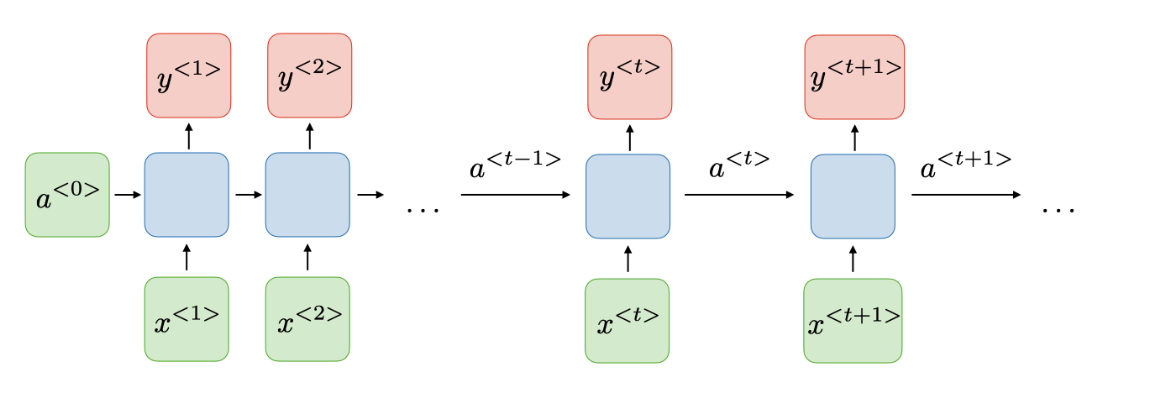 y<1> y<2> y<t> y<t+1>
a<0> ... a<t−1> a<t> a<t+1> ...
x<1> x<2> x<t> x<t+1>